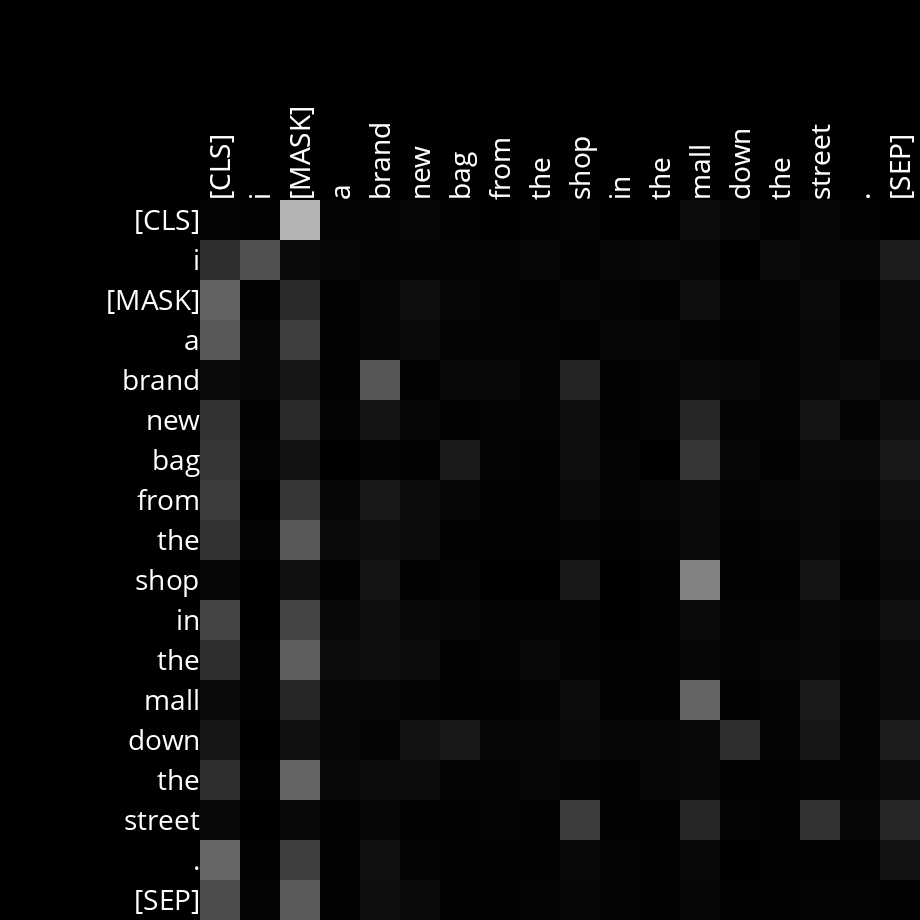 [CLS] i [MASK] a brand new bag from the shop in the mall down the street . [SEP]
[CLS]
i
[MASK]
a
brand
new
bag
from
the
shop
in
the
mall
down
the
street
.
[SEP]